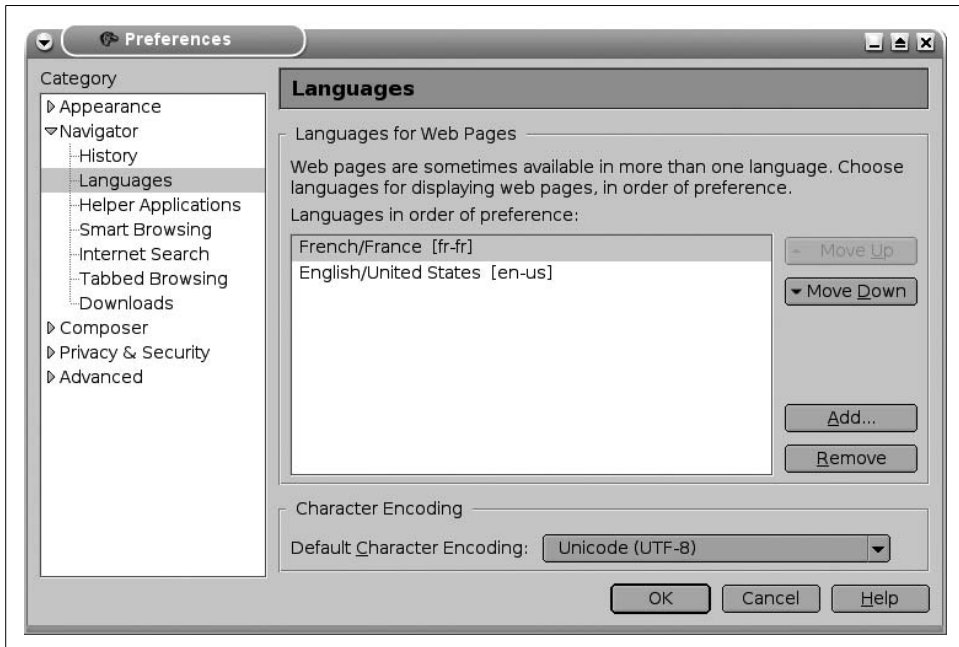 Preferences
Category
Appearance
Navigator
History
Languages
Helper Applications
Smart Browsing
Internet Search
Tabbed Browsing
Downloads
Composer
Privacy & Security
Advanced
Languages
Languages for Web Pages
Web pages are sometimes available in more than one language. Choose
languages for displaying web pages, in order of preference.
Languages in order of preference:
French/France [fr-fr]
English/United States [en-us]
Move Up
Move Down
Add...
Remove
Character Encoding
Default Character Encoding: Unicode (UTF-8)
OK Cancel Help